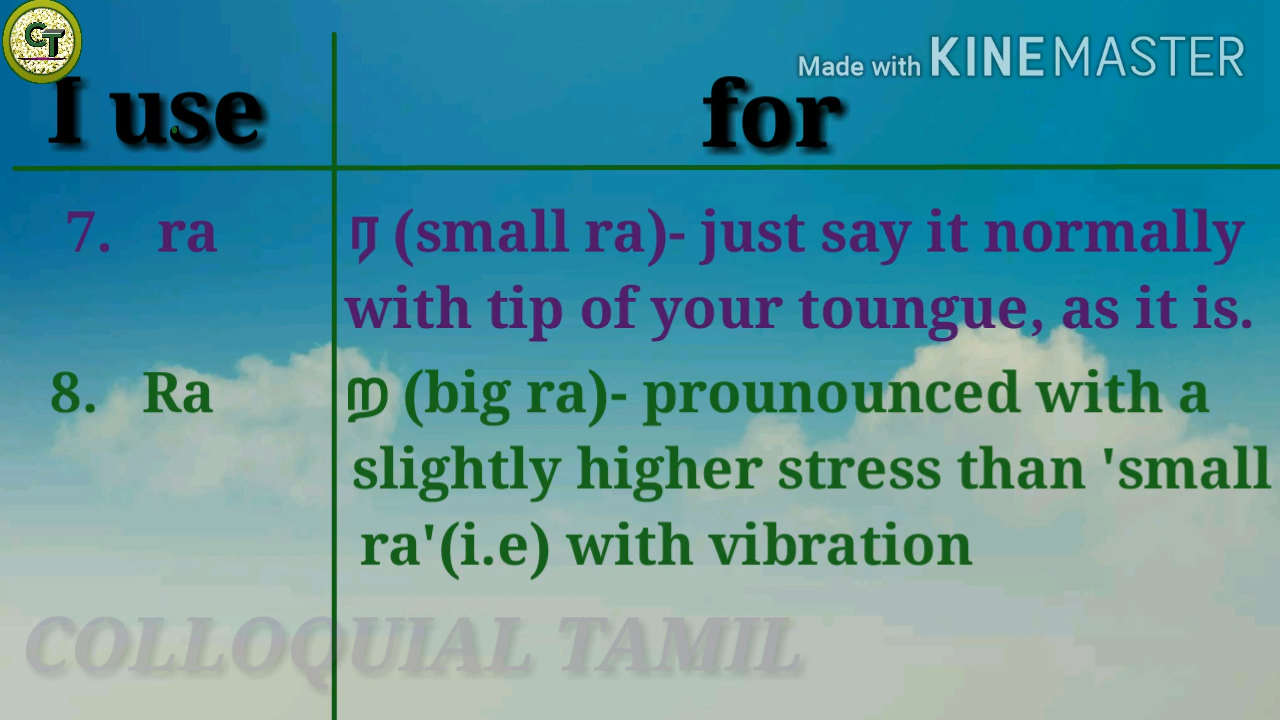 CT
Made with KINEMASTER
I use for
7. ra ர (small ra)- just say it normally
with tip of your toungue, as it is.
8. Ra ற (big ra)- prounounced with a
slightly higher stress than 'small
ra'(i.e) with vibration
COLLOQUIAL TAMIL